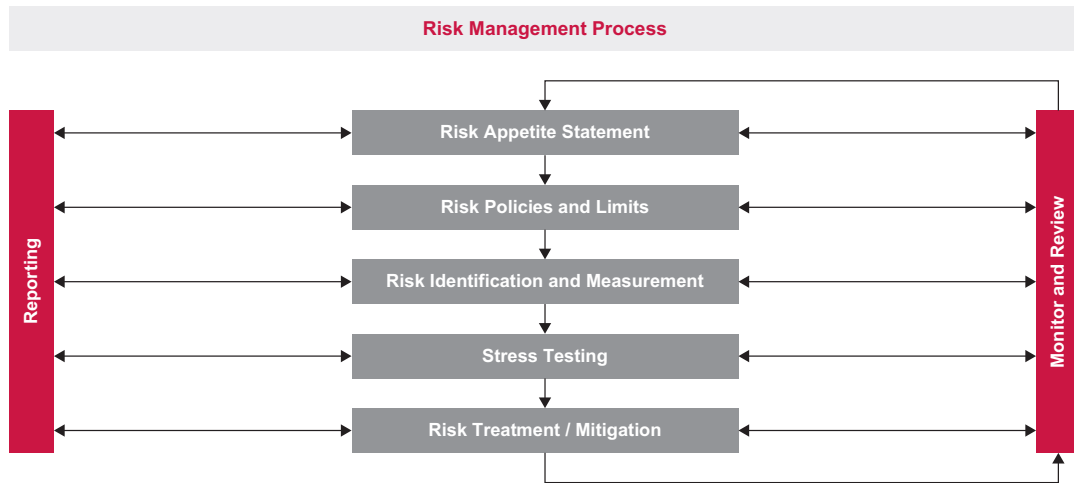 Risk Management Process
Reporting
Risk Appetite Statement
Risk Policies and Limits
Risk Identification and Measurement
Stress Testing
Risk Treatment / Mitigation
Monitor and Review